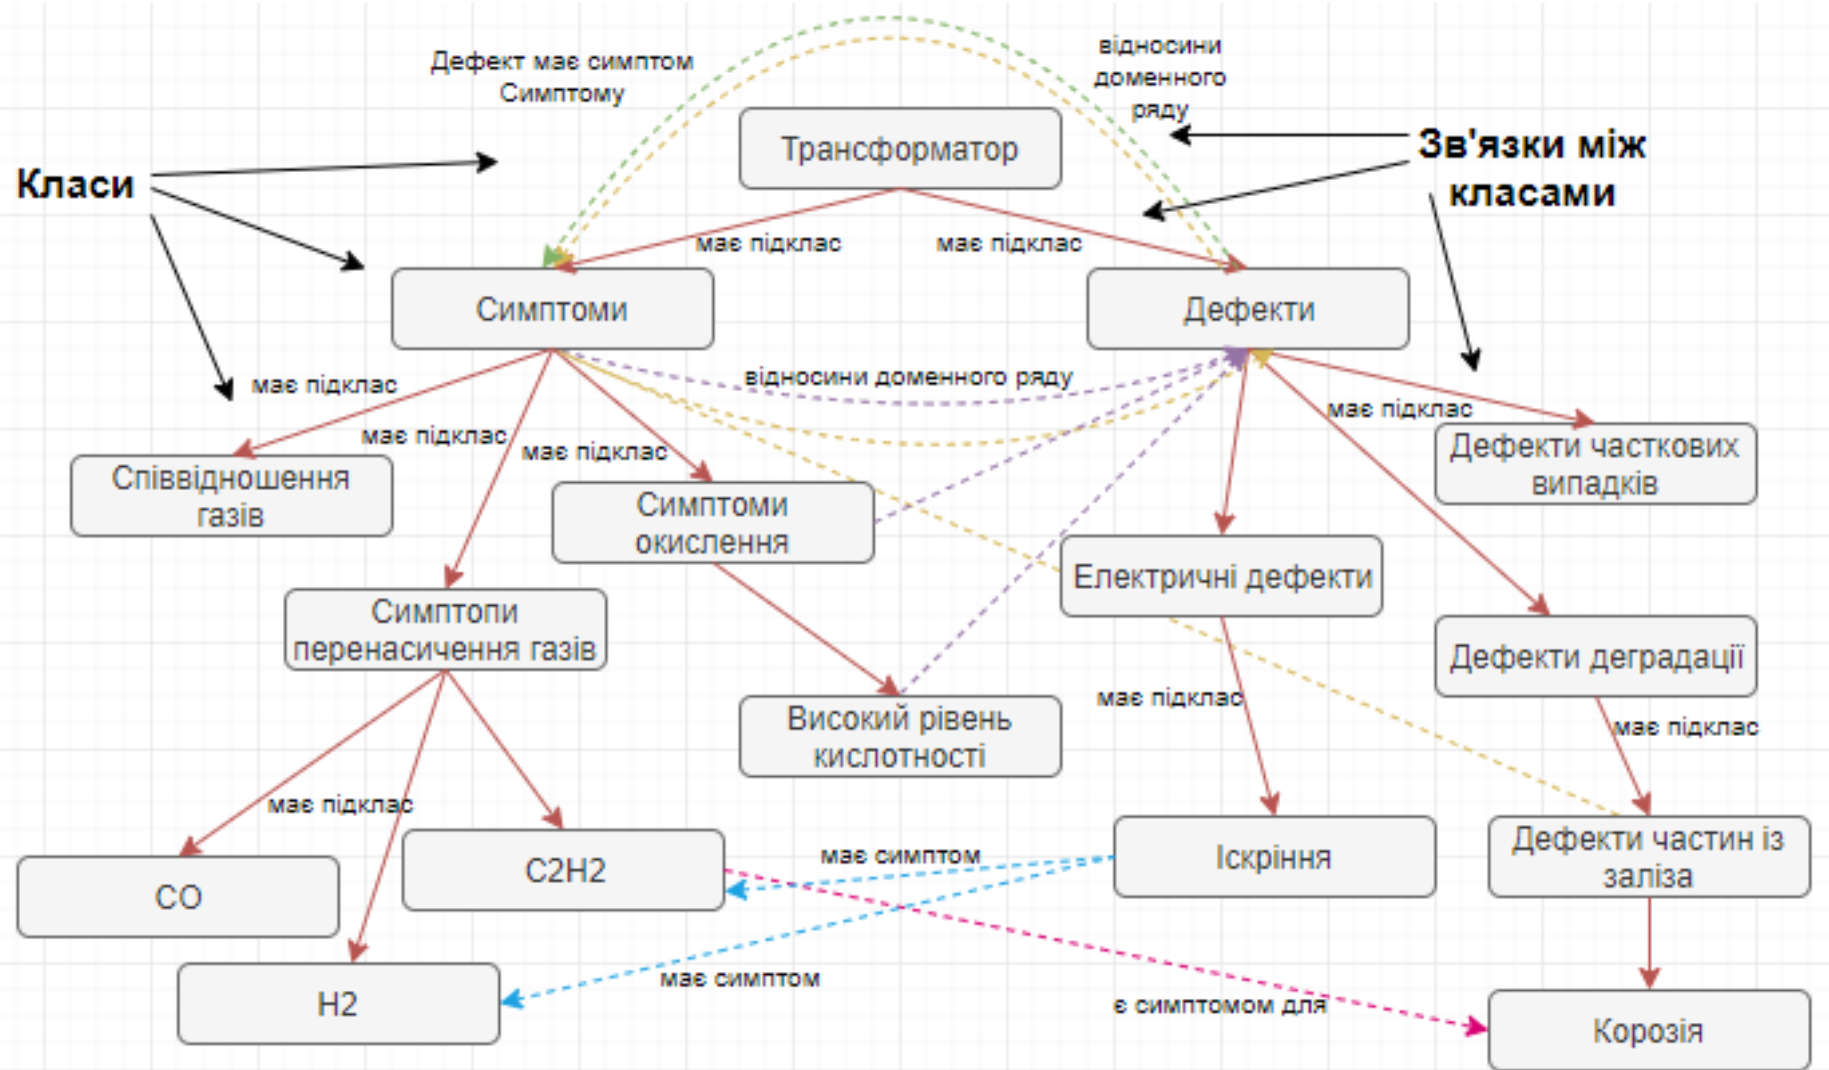 Дефект має симптом
Симптому
відносини
доменного
ряду
Трансформатор
Зв'язки між
класами
Класи
має підклас
має підклас
Симптоми
Дефекти
має підклас
відносини доменного ряду
має підклас
має підклас
має підклас
Дефекти часткових
випадків
Співвідношення
газів
Симптоми
окислення
Електричні дефекти
Симптопи
перенасичення газів
Дефекти деградації
має підклас
Високий рівень
кислотності
має підклас
має підклас
C2H2
має симптом
Іскріння
Дефекти частин із
заліза
CO
має симптом
H2
є симптомом для
Корозія